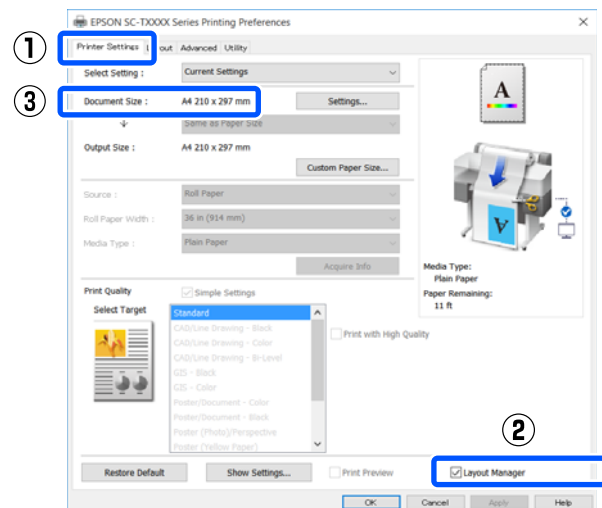 EPSON SC-TXXXX Series Printing Preferences
①
Printer Settings Layout Advanced Utility
Select Setting : Current Settings
③
Document Size : A4 210 x 297 mm Settings...
Same as Paper Size
Output Size : A4 210 x 297 mm
Custom Paper Size...
Source : Roll Paper
Roll Paper Width : 36 in (914 mm)
Media Type : Plain Paper
Acquire Info
A
Media Type:
Plain Paper
Paper Remaining:
11 ft
Print Quality Simple Settings
Select Target
Standard
CAD/Line Drawing - Black
CAD/Line Drawing - Color
CAD/Line Drawing - Bi-Level
GIS - Black
GIS - Color
Poster/Document - Color
Poster/Document - Black
Poster (Photo)/Perspective
Poster (Yellow Paper)
Print with High Quality
②
Restore Default Show Settings... Print Preview Layout Manager
OK Cancel Apply Help